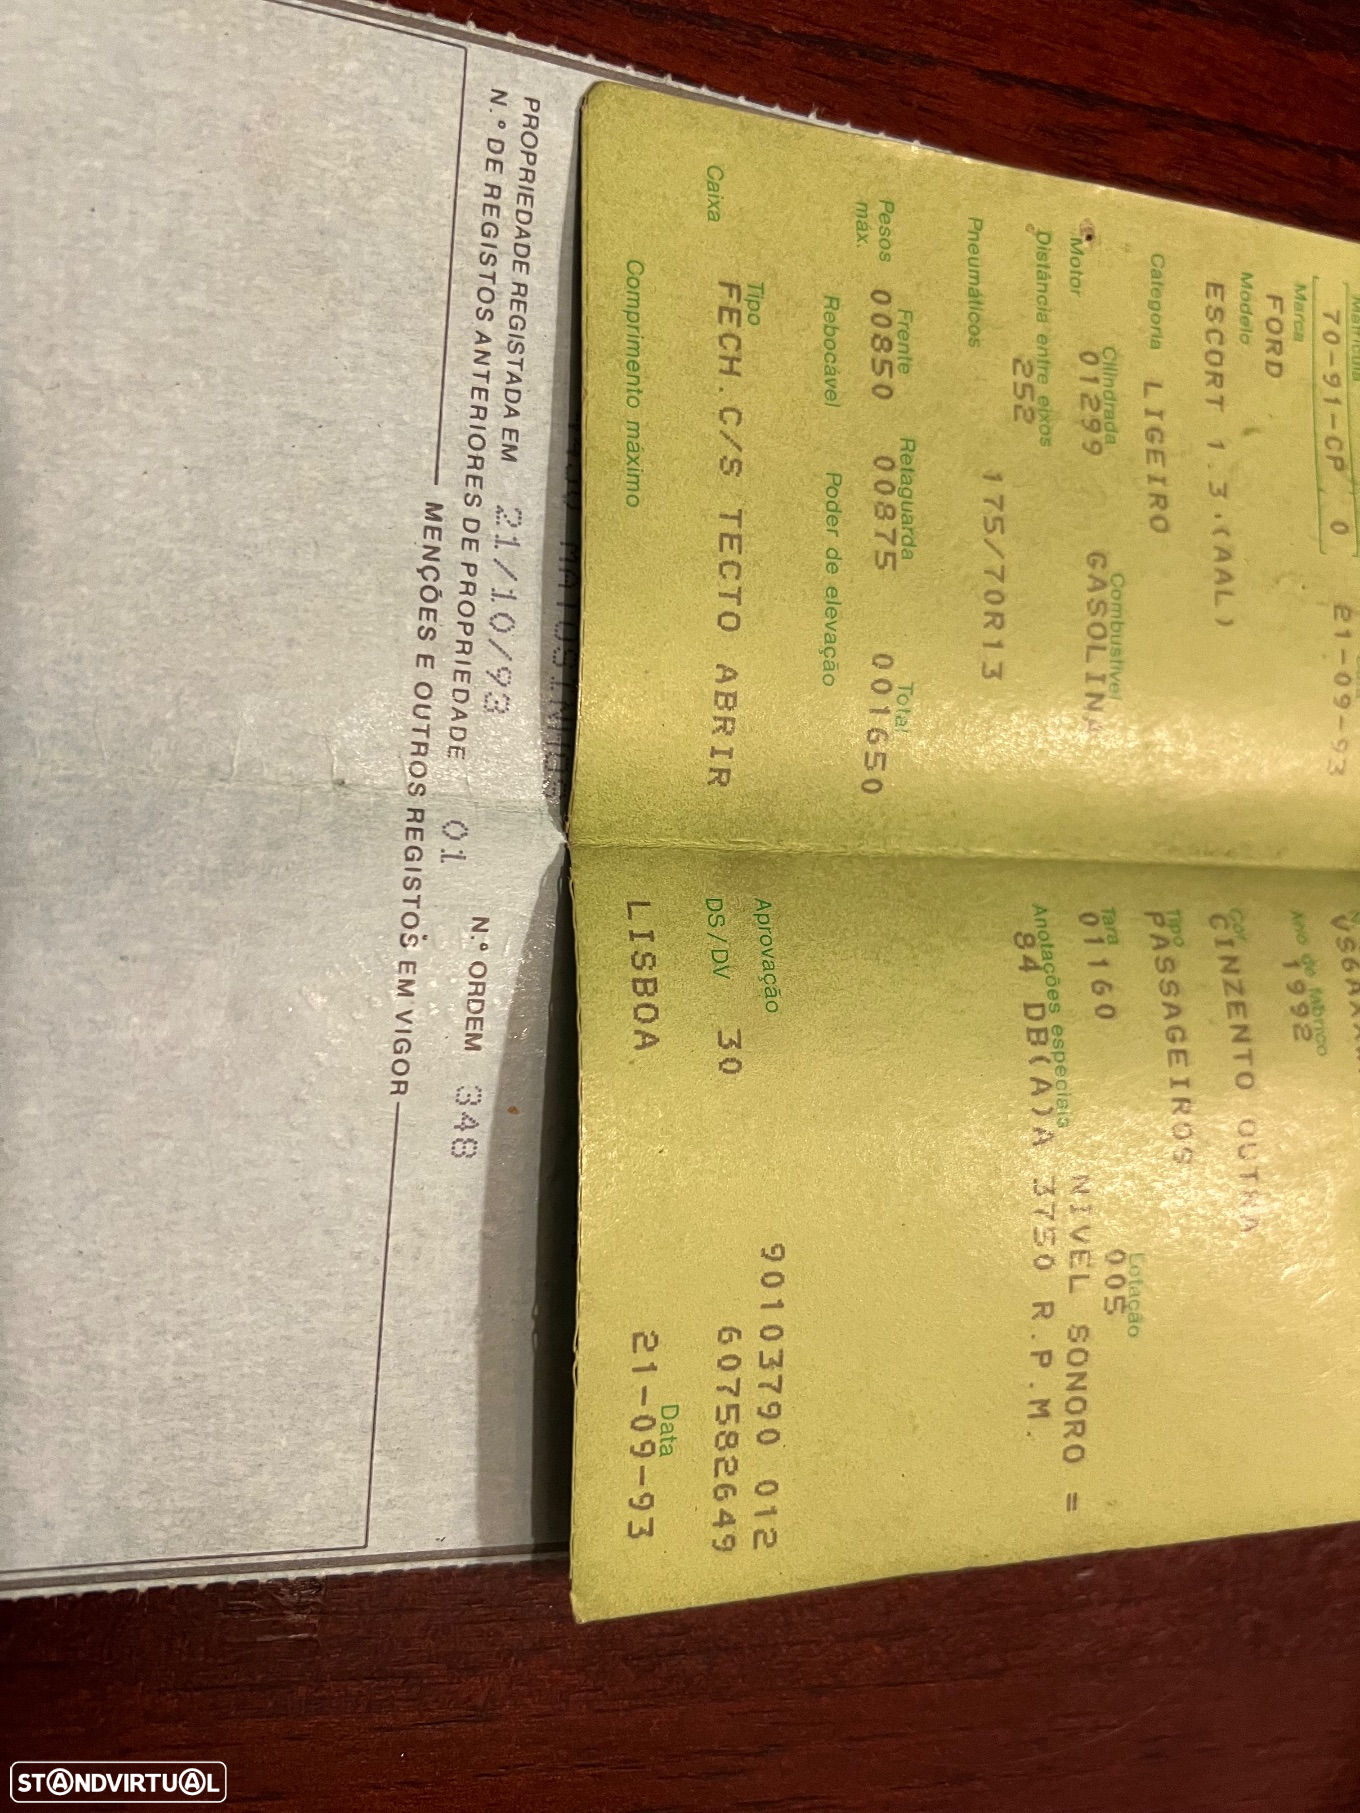 Matrícula
70-91-CP 0
21-09-93
Marca
FORD
Modelo
ESCORT 1.3.(AAL)
Categoria LIGEIRO
Motor
Cilindrada
01299
Combustível
GASOLINA
Distância entre eixos
252
Pneumáticos
175/70R13
Pesos
máx.
Frente
00850
Retaguarda
00875
Total
001650
Rebocável
Poder de elevação
Caixa
Tipo
FECH.C/S TECTO ABRIR
Comprimento máximo
Ano de fabrico
1992
Cor
CINZENTO OUTRA
Tipo
PASSAGEIROS
Tara
01160
Lotação
005
Anotações especiais
NIVEL SONORO =
84 DB(A)A 3750 R.P.M.
Aprovação
90103790 012
DS/DV 30
607582649
LISBOA
Data
21-09-93
MATOSINHOS
PROPRIEDADE REGISTADA EM 21/10/93
N.º DE REGISTOS ANTERIORES DE PROPRIEDADE 01 N.º ORDEM 348
MENÇÕES E OUTROS REGISTOS EM VIGOR
STANDVIRTUAL